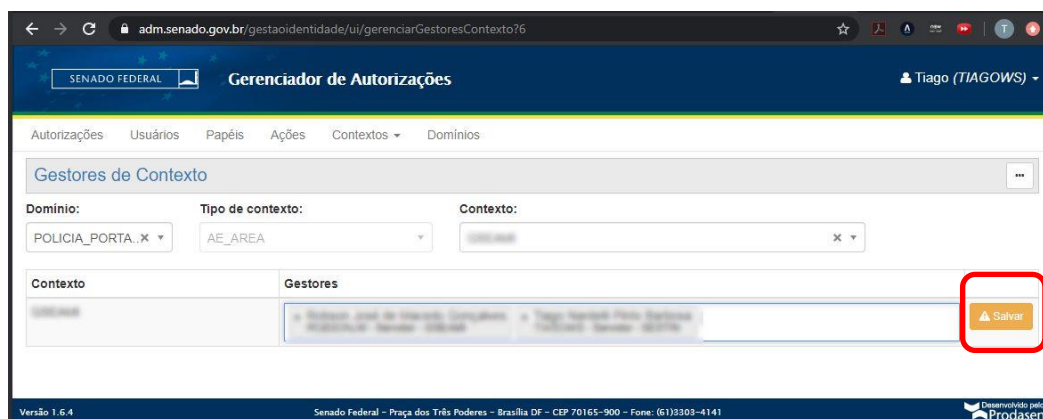 adm.senado.gov.br/gestaoidentidade/ui/gerenciarGestoresContexto?6
T
SENADO FEDERAL
Gerenciador de Autorizações
Tiago (TIAGOWS)
Autorizações Usuários Papéis Ações Contextos Domínios
Gestores de Contexto
Domínio: Tipo de contexto: Contexto:
POLICIA_PORTA.. AE_AREA
Contexto Gestores
Salvar
Versão 1.6.4
Senado Federal - Praça dos Três Poderes - Brasília DF - CEP 70165-900 - Fone: (61)3303-4141
Desenvolvido pelo
Prodasen